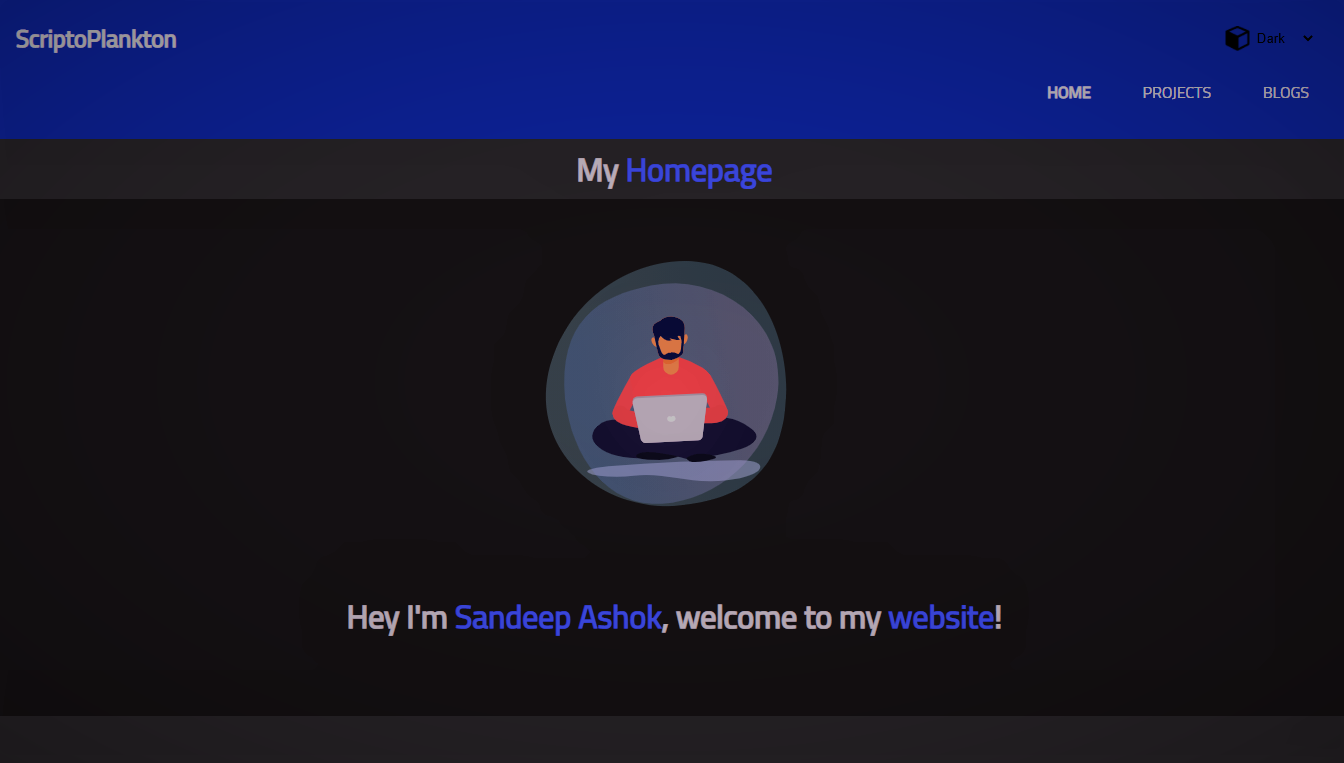 ScriptoPlankton
Dark
HOME PROJECTS BLOGS
My Homepage
Hey I'm Sandeep Ashok, welcome to my website!